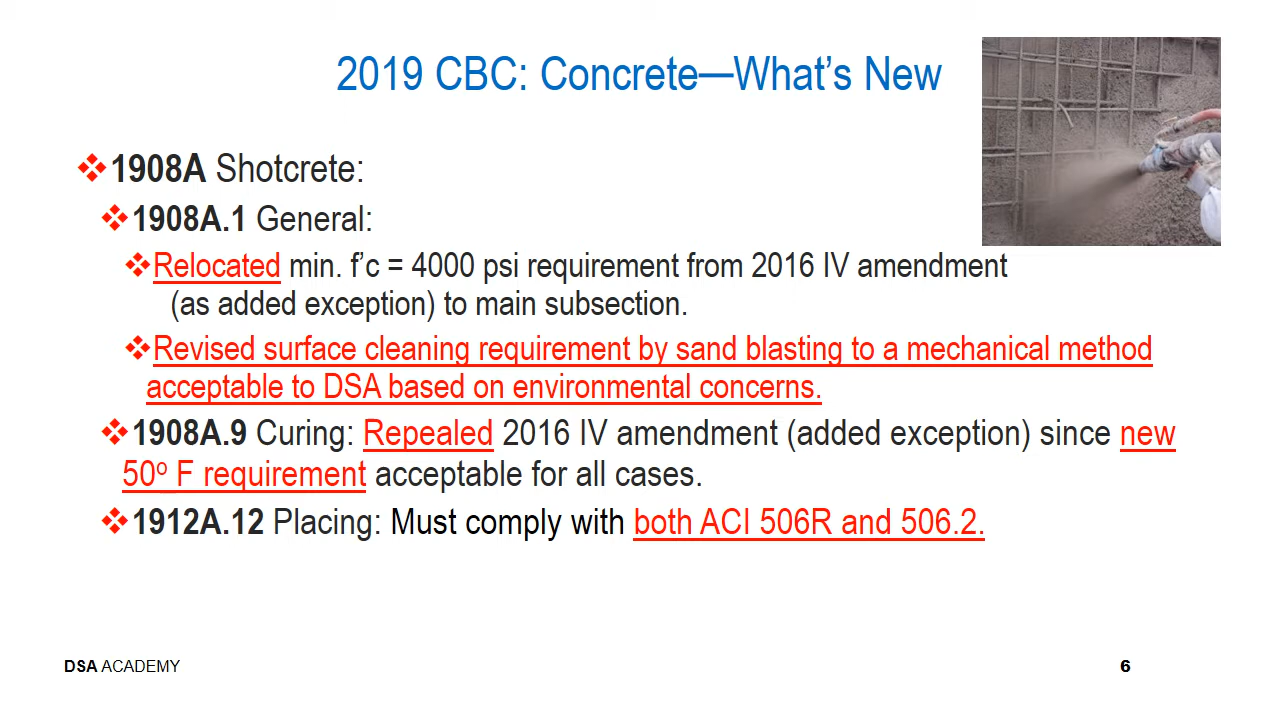 2019 CBC: Concrete—What’s New
❖1908A Shotcrete:
❖1908A.1 General:
❖Relocated min. f’c = 4000 psi requirement from 2016 IV amendment
(as added exception) to main subsection.
❖Revised surface cleaning requirement by sand blasting to a mechanical method
acceptable to DSA based on environmental concerns.
❖1908A.9 Curing: Repealed 2016 IV amendment (added exception) since new
50º F requirement acceptable for all cases.
❖1912A.12 Placing: Must comply with both ACI 506R and 506.2.
DSA ACADEMY
6